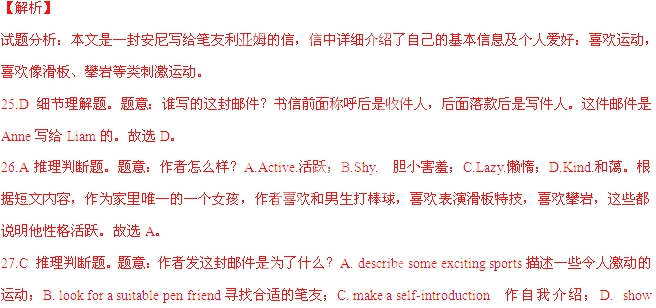 【解析】
试题分析：本文是一封安尼写给笔友利亚姆的信，信中详细介绍了自己的基本信息及个人爱好：喜欢运动，
喜欢像滑板、攀岩等类刺激运动。
25.D 细节理解题。题意：谁写的这封邮件？书信前面称呼后是收件人，后面落款后是写件人。这件邮件是
Anne 写给 Liam 的。故选 D。
26.A 推理判断题。题意：作者怎么样？A.Active.活跃；B.Shy. 胆小害羞；C.Lazy.懒惰；D.Kind.和蔼。根
据短文内容，作为家里唯一的一个女孩，作者喜欢和男生打棒球，喜欢表演滑板特技，喜欢攀岩，这些都
说明他性格活跃。故选 A。
27.C 推理判断题。题意：作者发这封邮件是为了什么？A. describe some exciting sports 描述一些令人激动的
运动；B. look for a suitable pen friend 寻找合适的笔友；C. make a self-introduction 作自我介绍；D. show